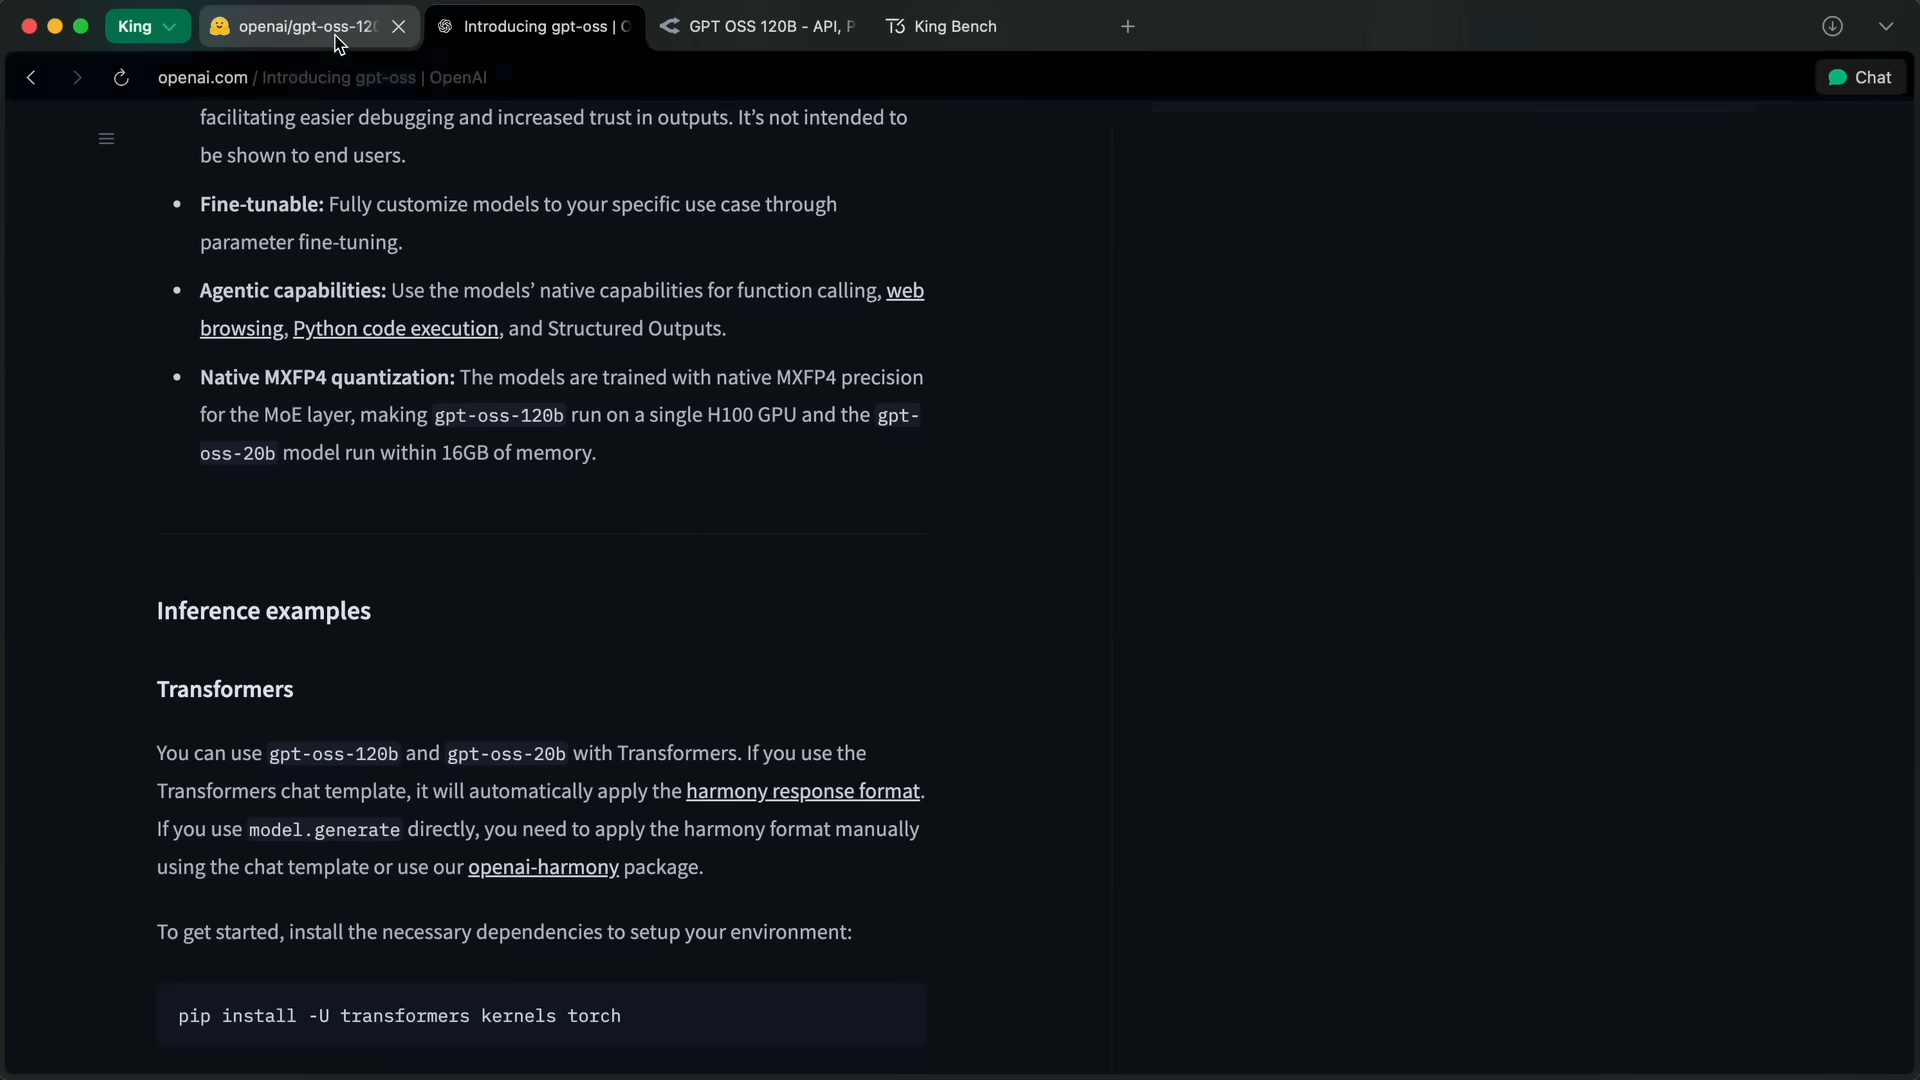 King
openai/gpt-oss-120
Introducing gpt-oss | O
GPT OSS 120B - API, P
King Bench
openai.com / Introducing gpt-oss | OpenAI
Chat
facilitating easier debugging and increased trust in outputs. It’s not intended to
be shown to end users.
• Fine-tunable: Fully customize models to your specific use case through
parameter fine-tuning.
• Agentic capabilities: Use the models’ native capabilities for function calling, web
browsing, Python code execution, and Structured Outputs.
• Native MXFP4 quantization: The models are trained with native MXFP4 precision
for the MoE layer, making gpt-oss-120b run on a single H100 GPU and the gpt-
oss-20b model run within 16GB of memory.
Inference examples
Transformers
You can use gpt-oss-120b and gpt-oss-20b with Transformers. If you use the
Transformers chat template, it will automatically apply the harmony response format.
If you use model.generate directly, you need to apply the harmony format manually
using the chat template or use our openai-harmony package.
To get started, install the necessary dependencies to setup your environment:
pip install -U transformers kernels torch